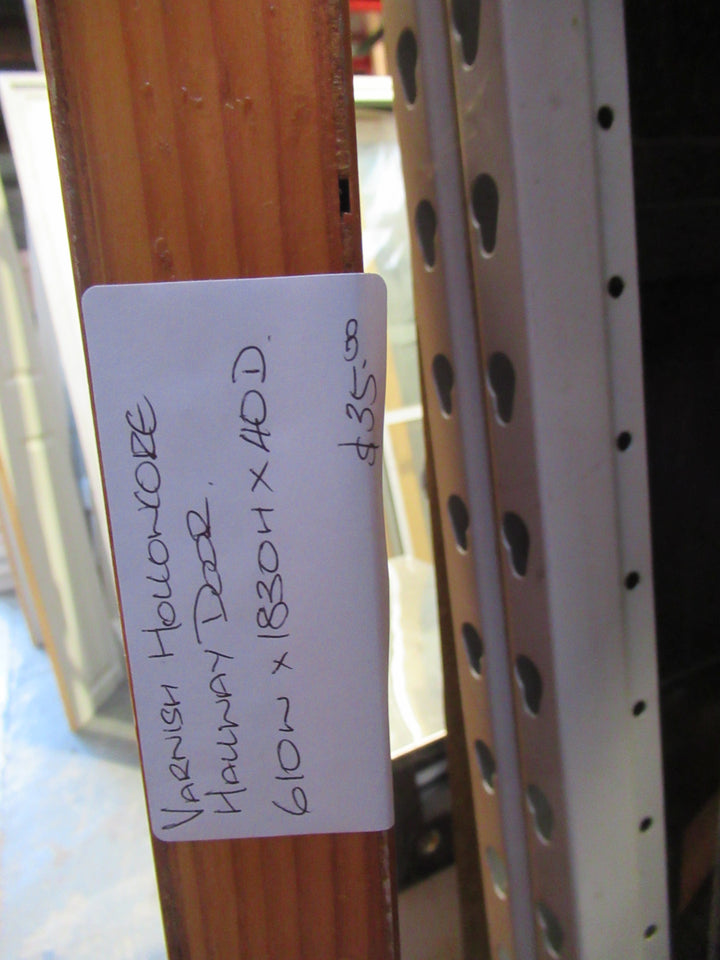 VARNISH HOLLOWCORE
HALLWAY DOOR.
610W x 1830H x 40D.
$35.00